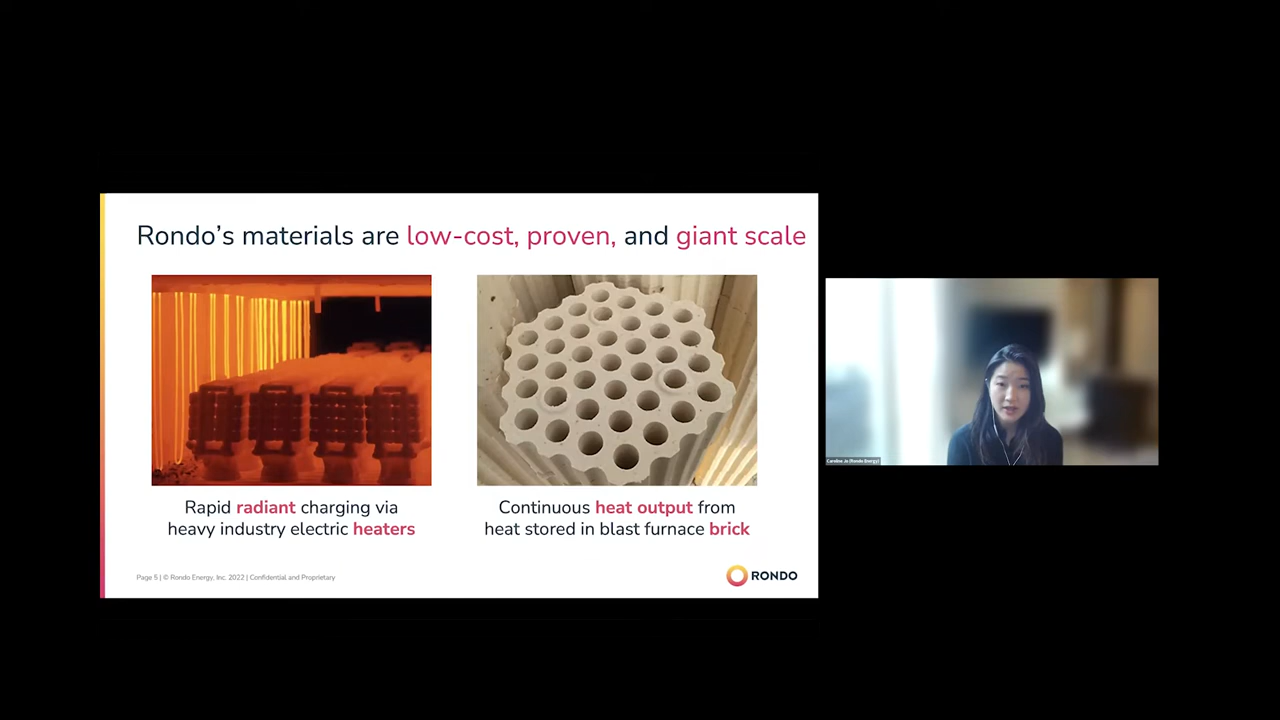 Rondo's materials are low-cost, proven, and giant scale
Rapid radiant charging via
heavy industry electric heaters
Continuous heat output from
heat stored in blast furnace brick
Page 5 | © Rondo Energy, Inc. 2022 | Confidential and Proprietary
RONDO